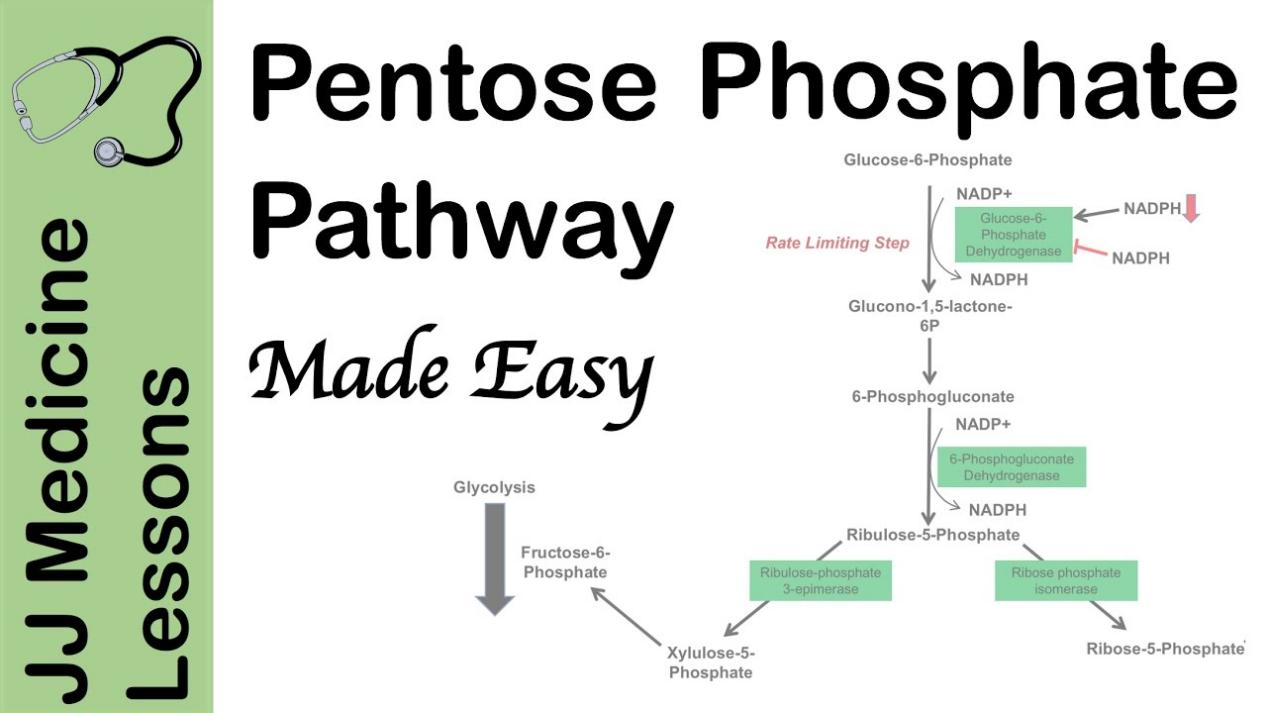 JJ Medicine
Lessons
Pentose Phosphate
Pathway
Made Easy
Glucose-6-Phosphate
NADP+
Glucose-6-
Phosphate
Dehydrogenase
NADPH
Rate Limiting Step
NADPH
NADPH
Glucono-1,5-lactone-
6P
6-Phosphogluconate
NADP+
6-Phosphogluconate
Dehydrogenase
NADPH
Ribulose-5-Phosphate
Glycolysis
Fructose-6-
Phosphate
Ribulose-phosphate
3-epimerase
Ribose phosphate
isomerase
Xylulose-5-
Phosphate
Ribose-5-Phosphate